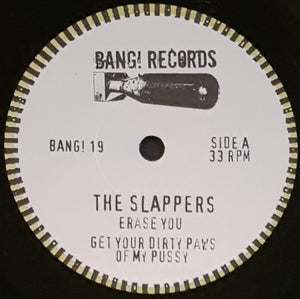 BANG! RECORDS
BANG! 19
SIDE A
33 RPM
THE SLAPPERS
ERASE YOU
GET YOUR DIRTY PAWS
OF MY PUSSY